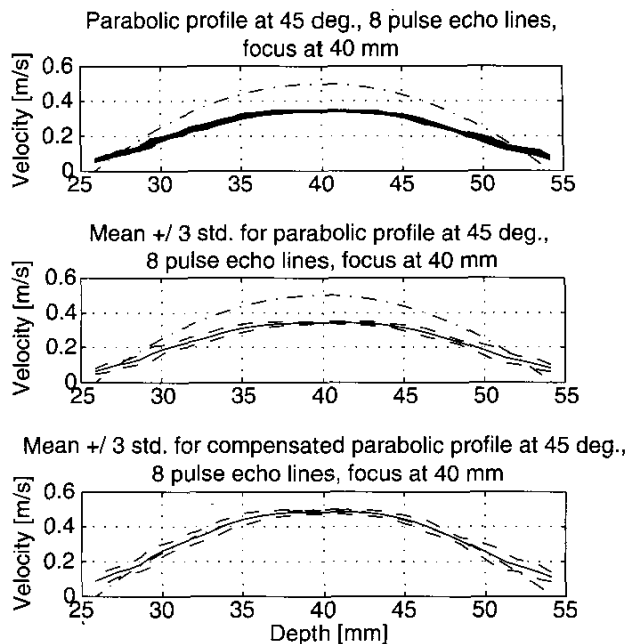 Parabolic profile at 45 deg., 8 pulse echo lines,
focus at 40 mm
Velocity [m/s]
0.6
0.4
0.2
0
25 30 35 40 45 50 55
Mean +/ 3 std. for parabolic profile at 45 deg.,
8 pulse echo lines, focus at 40 mm
Velocity [m/s]
0.6
0.4
0.2
0
25 30 35 40 45 50 55
Mean +/ 3 std. for compensated parabolic profile at 45 deg.,
8 pulse echo lines, focus at 40 mm
Velocity [m/s]
0.6
0.4
0.2
0
25 30 35 40 45 50 55
Depth [mm]